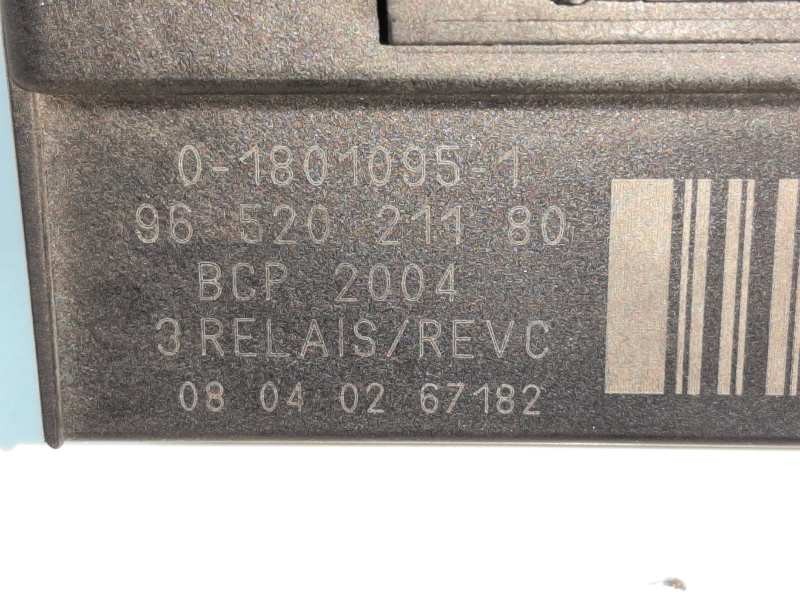 0-1801095-1
96 520 211 80
BCP 2004
3 RELAIS/REVC
08 04 02 67182